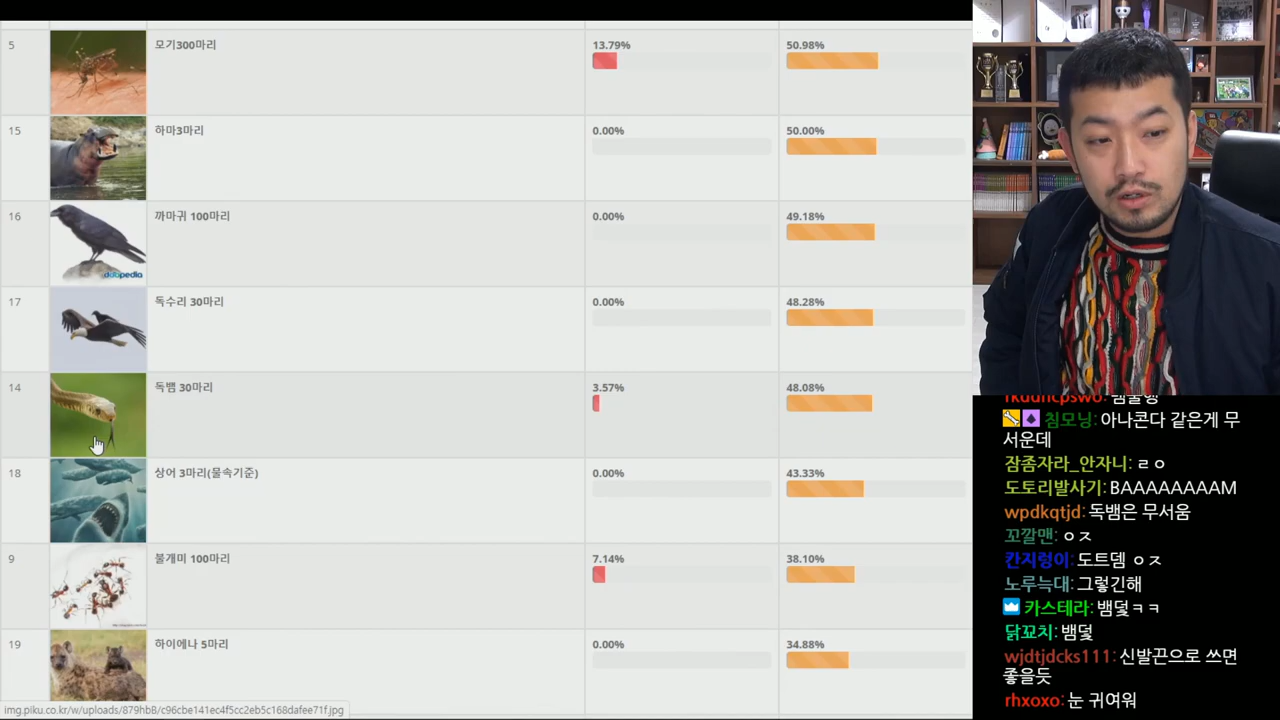 5
모기300마리
13.79%
50.98%
15
하마3마리
0.00%
50.00%
16
까마귀 100마리
0.00%
49.18%
dogpedia
17
독수리 30마리
0.00%
48.28%
14
독뱀 30마리
3.57%
48.08%
18
상어 3마리(물속기준)
0.00%
43.33%
9
불개미 100마리
7.14%
38.10%
19
하이에나 5마리
0.00%
34.88%
img.piku.co.kr/w/uploads/879hb8/c96cbe141ec4f5cc2eb5c168dafee71f.jpg
침모닝: 아나콘다 같은게 무
서운데
잠좀자라_안자니: ㄹㅇ
도토리발사기: BAAAAAAAAM
wpdkqtjd: 독뱀은 무서움
꼬깔맨: ㅇㅈ
칸지렁이: 도트뎀 ㅇㅈ
노루늑대: 그렇긴해
카스테라: 뱀덫ㅋㅋ
닭꼬치: 뱀덫
wjdtjdcks111: 신발끈으로 쓰면
좋을듯
rhxoxo: 눈 귀여워